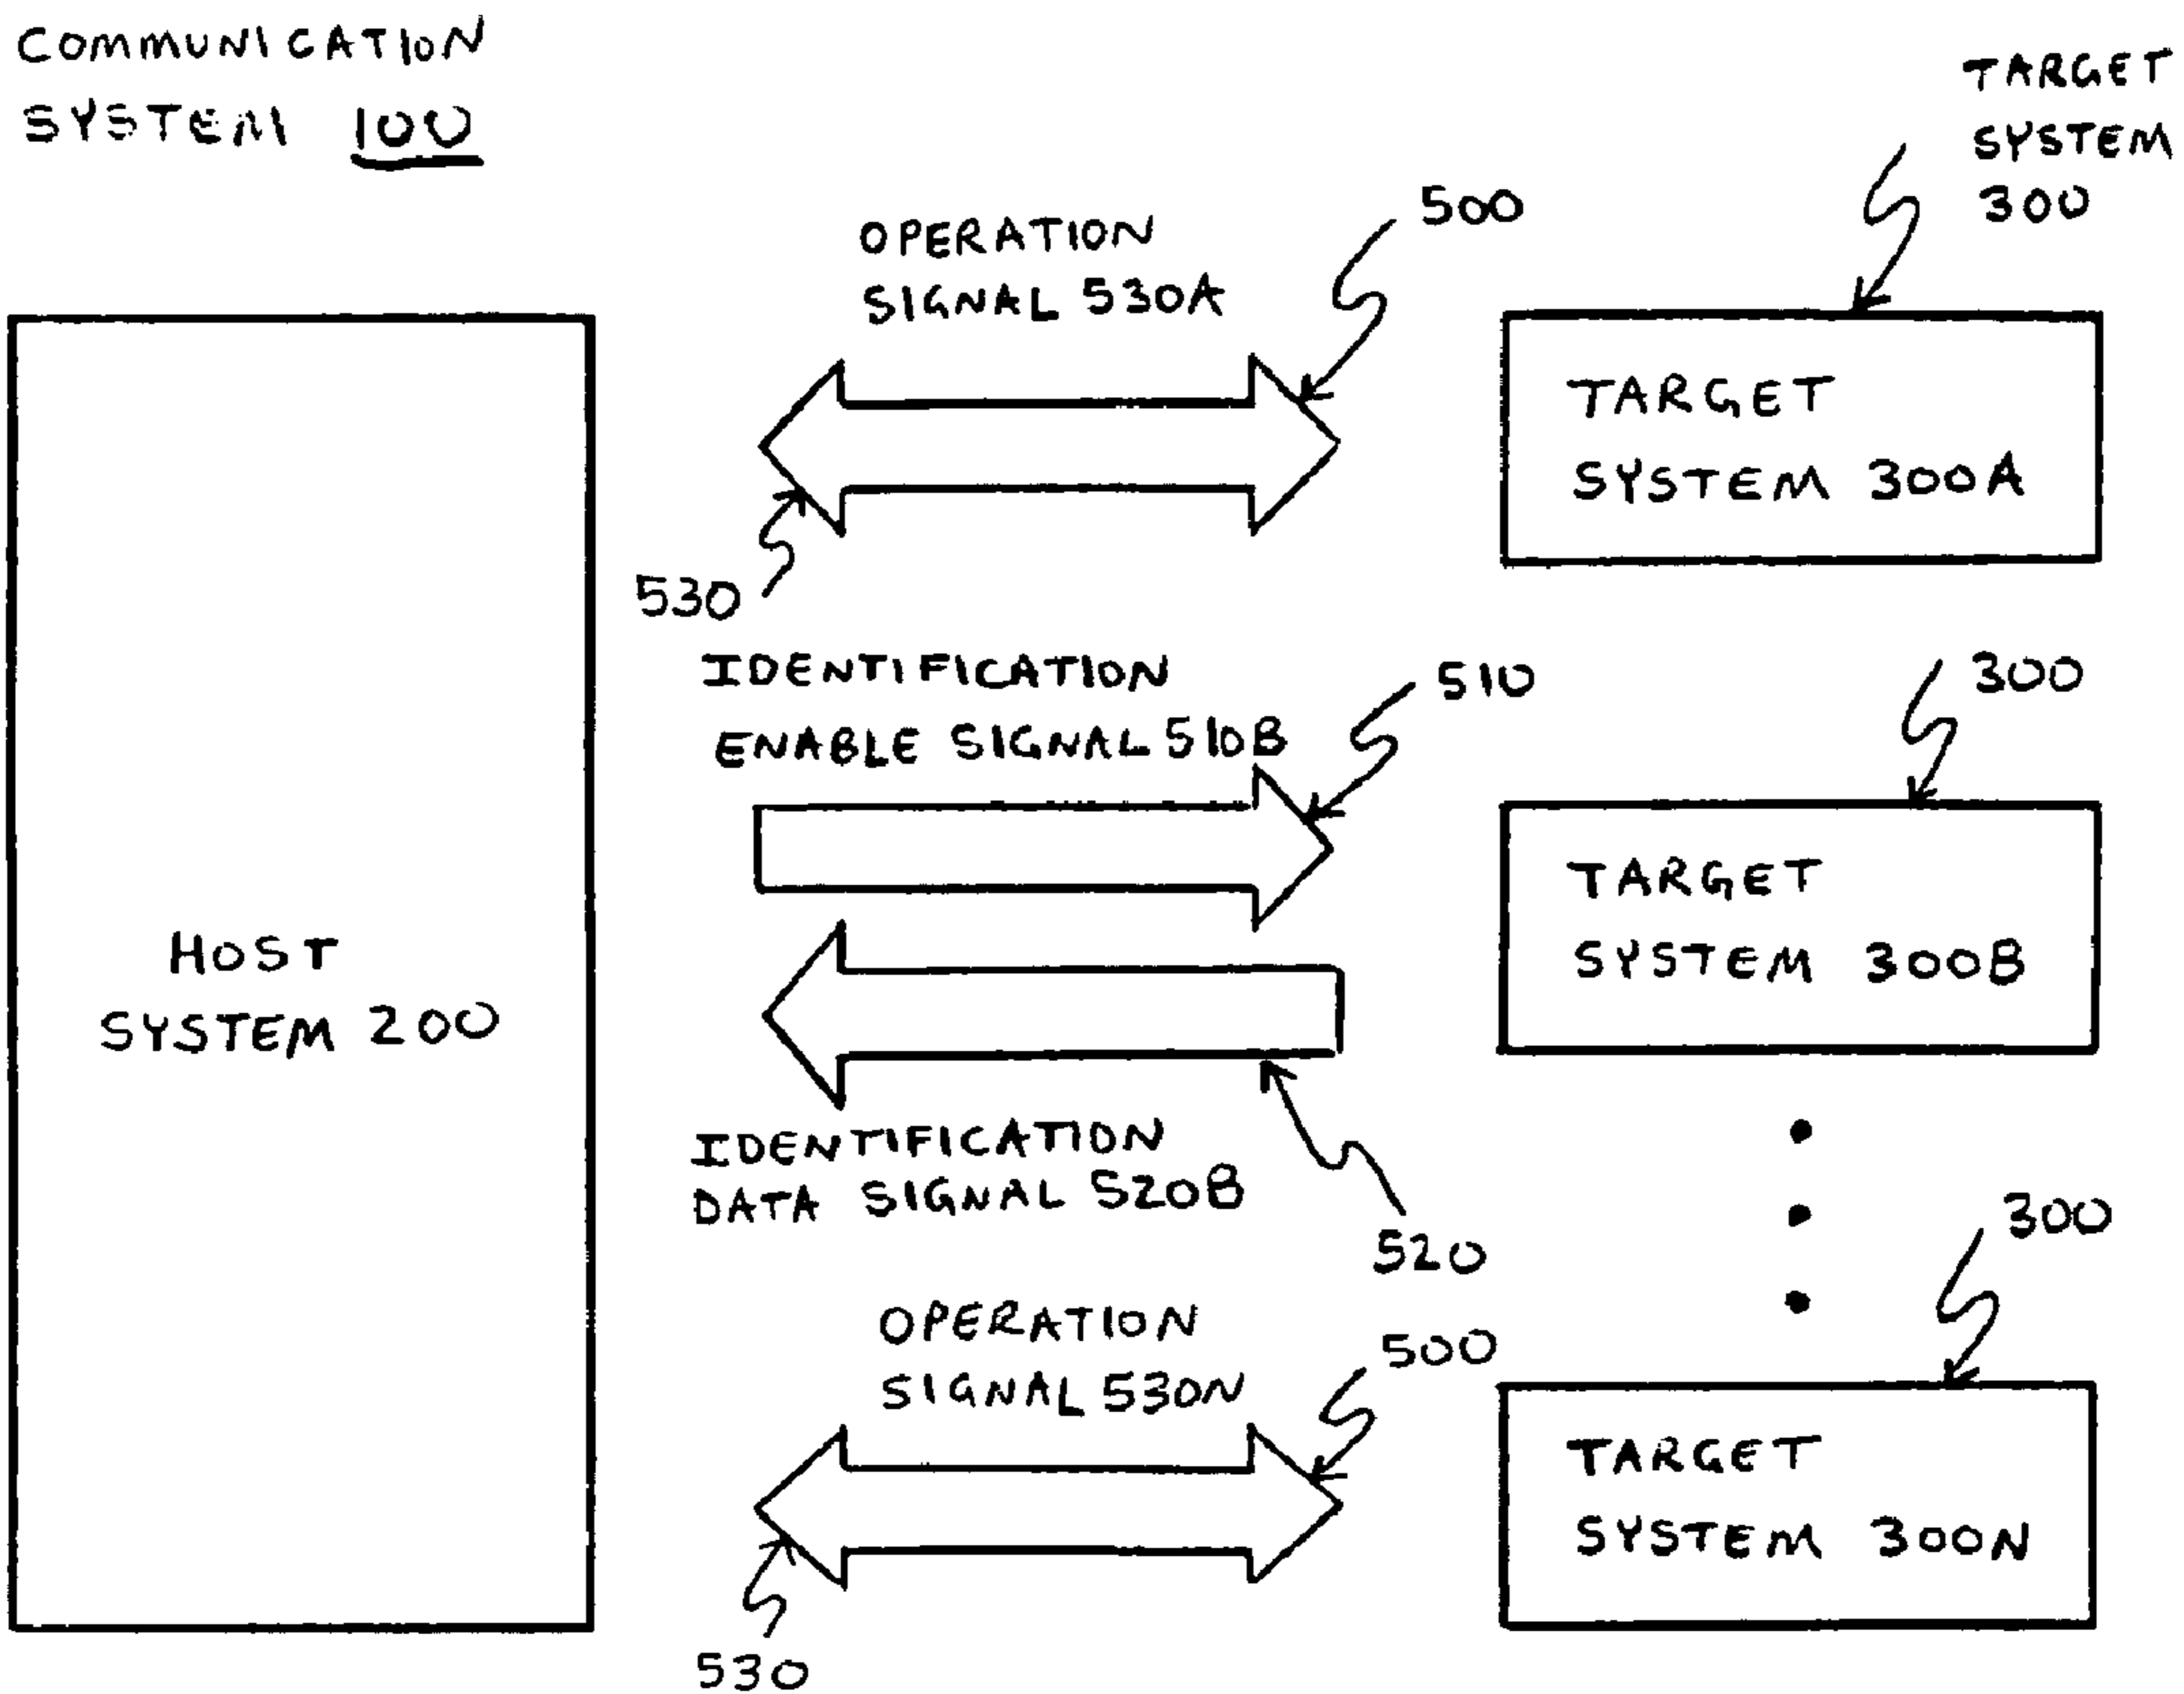 COMMUNICATION
SYSTEM 100
TARGET
SYSTEM
300
500
OPERATION
SIGNAL 530A
TARGET
SYSTEM 300A
530
IDENTIFICATION
ENABLE SIGNAL 510B
510
300
TARGET
SYSTEM 300B
HOST
SYSTEM 200
IDENTIFICATION
DATA SIGNAL 520B
520
300
OPERATION
SIGNAL 530N
500
TARGET
SYSTEM 300N
530